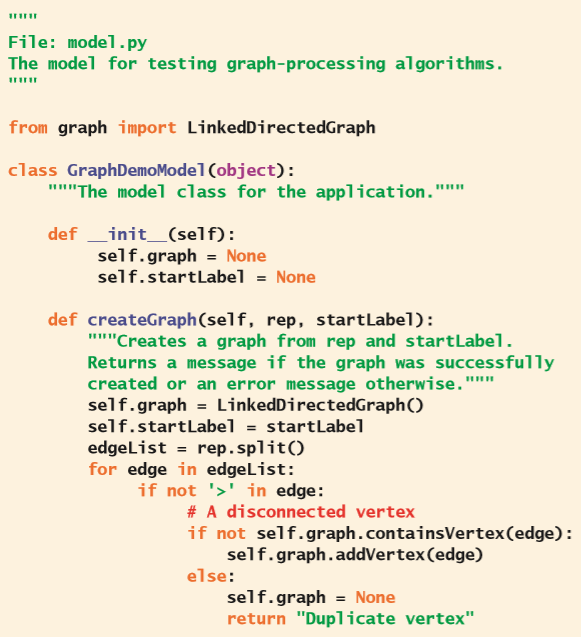 """
File: model.py
The model for testing graph-processing algorithms.
"""
from graph import LinkedDirectedGraph
class GraphDemoModel(object):
"""The model class for the application."""
def __init__(self):
self.graph = None
self.startLabel = None
def createGraph(self, rep, startLabel):
"""Creates a graph from rep and startLabel.
Returns a message if the graph was successfully
created or an error message otherwise."""
self.graph = LinkedDirectedGraph()
self.startLabel = startLabel
edgeList = rep.split()
for edge in edgeList:
if not '>' in edge:
# A disconnected vertex
if not self.graph.containsVertex(edge):
self.graph.addVertex(edge)
else:
self.graph = None
return "Duplicate vertex"